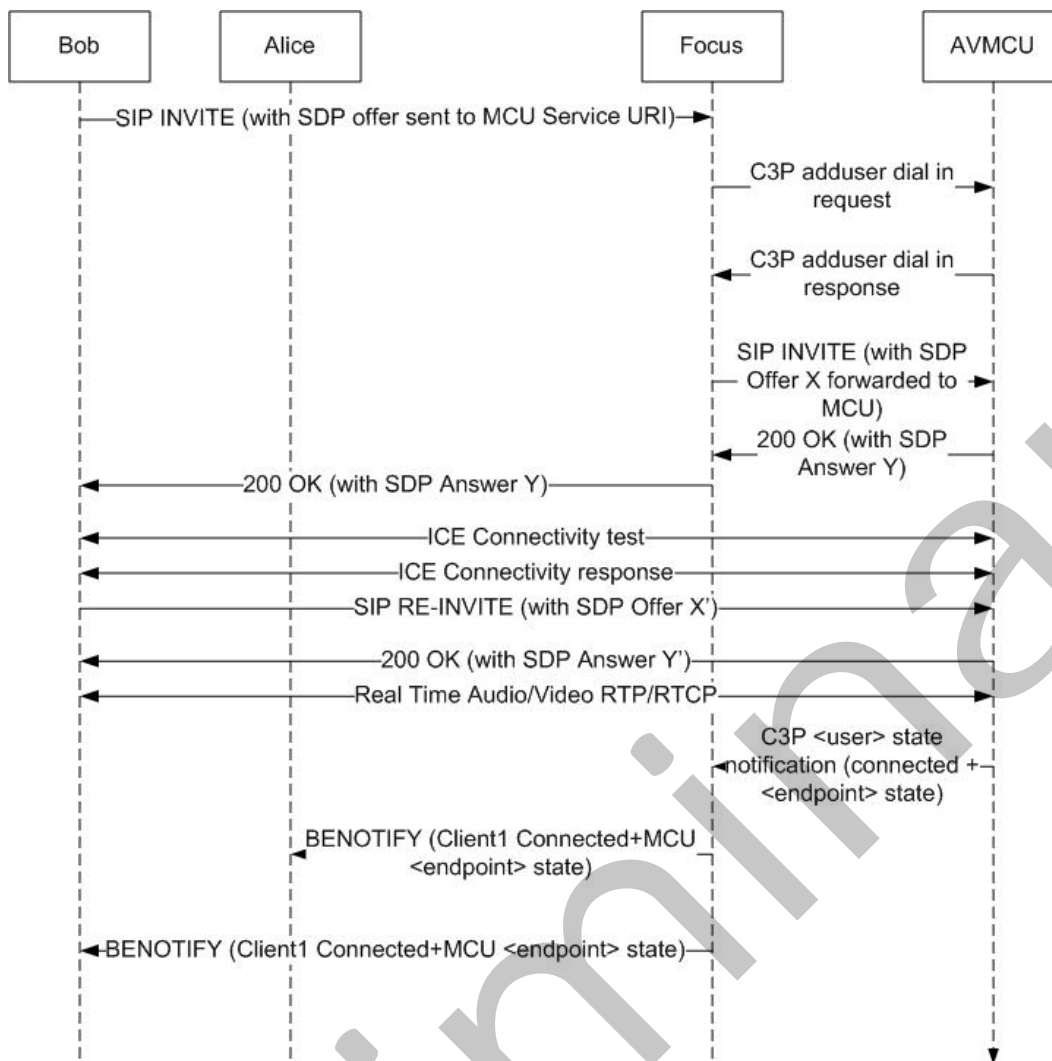 Bob
Alice
Focus
AVMCU
SIP INVITE (with SDP offer sent to MCU Service URI)
C3P adduser dial in
request
C3P adduser dial in
response
SIP INVITE (with SDP
Offer X forwarded to
MCU)
200 OK (with SDP
Answer Y)
200 OK (with SDP Answer Y)
ICE Connectivity test
ICE Connectivity response
SIP RE-INVITE (with SDP Offer X’)
200 OK (with SDP Answer Y’)
Real Time Audio/Video RTP/RTCP
C3P <user> state
notification (connected +
<endpoint> state)
BENOTIFY (Client1 Connected+MCU
<endpoint> state)
BENOTIFY (Client1 Connected+MCU <endpoint> state)